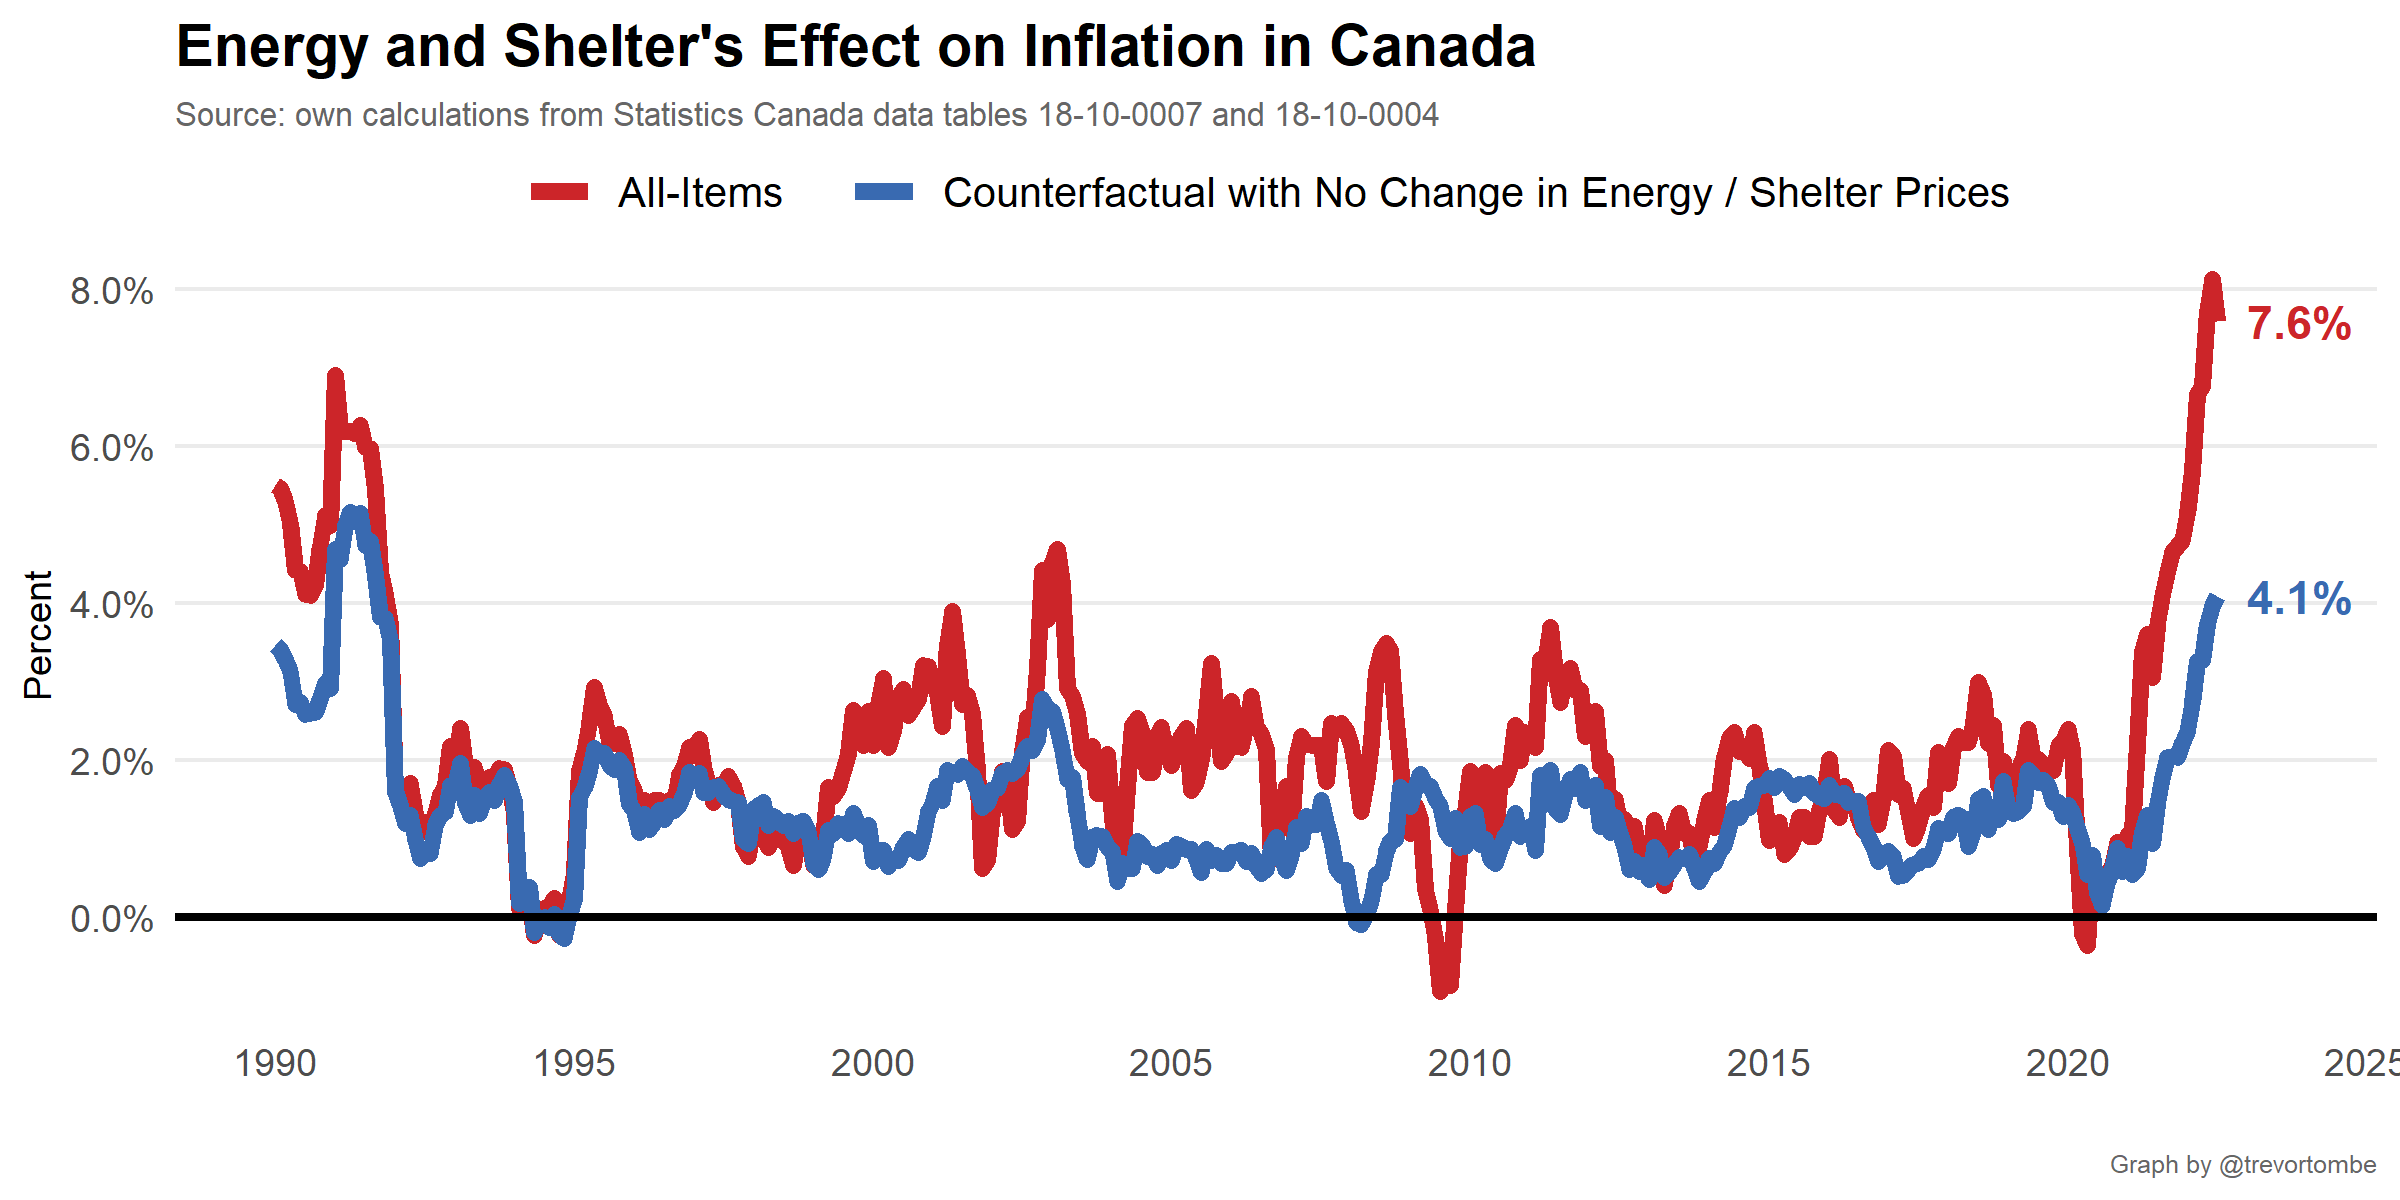 Energy and Shelter's Effect on Inflation in Canada
Source: own calculations from Statistics Canada data tables 18-10-0007 and 18-10-0004
All-Items
Counterfactual with No Change in Energy / Shelter Prices
8.0%
7.6%
6.0%
4.0%
4.1%
2.0%
0.0%
Percent
1990 1995 2000 2005 2010 2015 2020 2025
Graph by @trevortombe